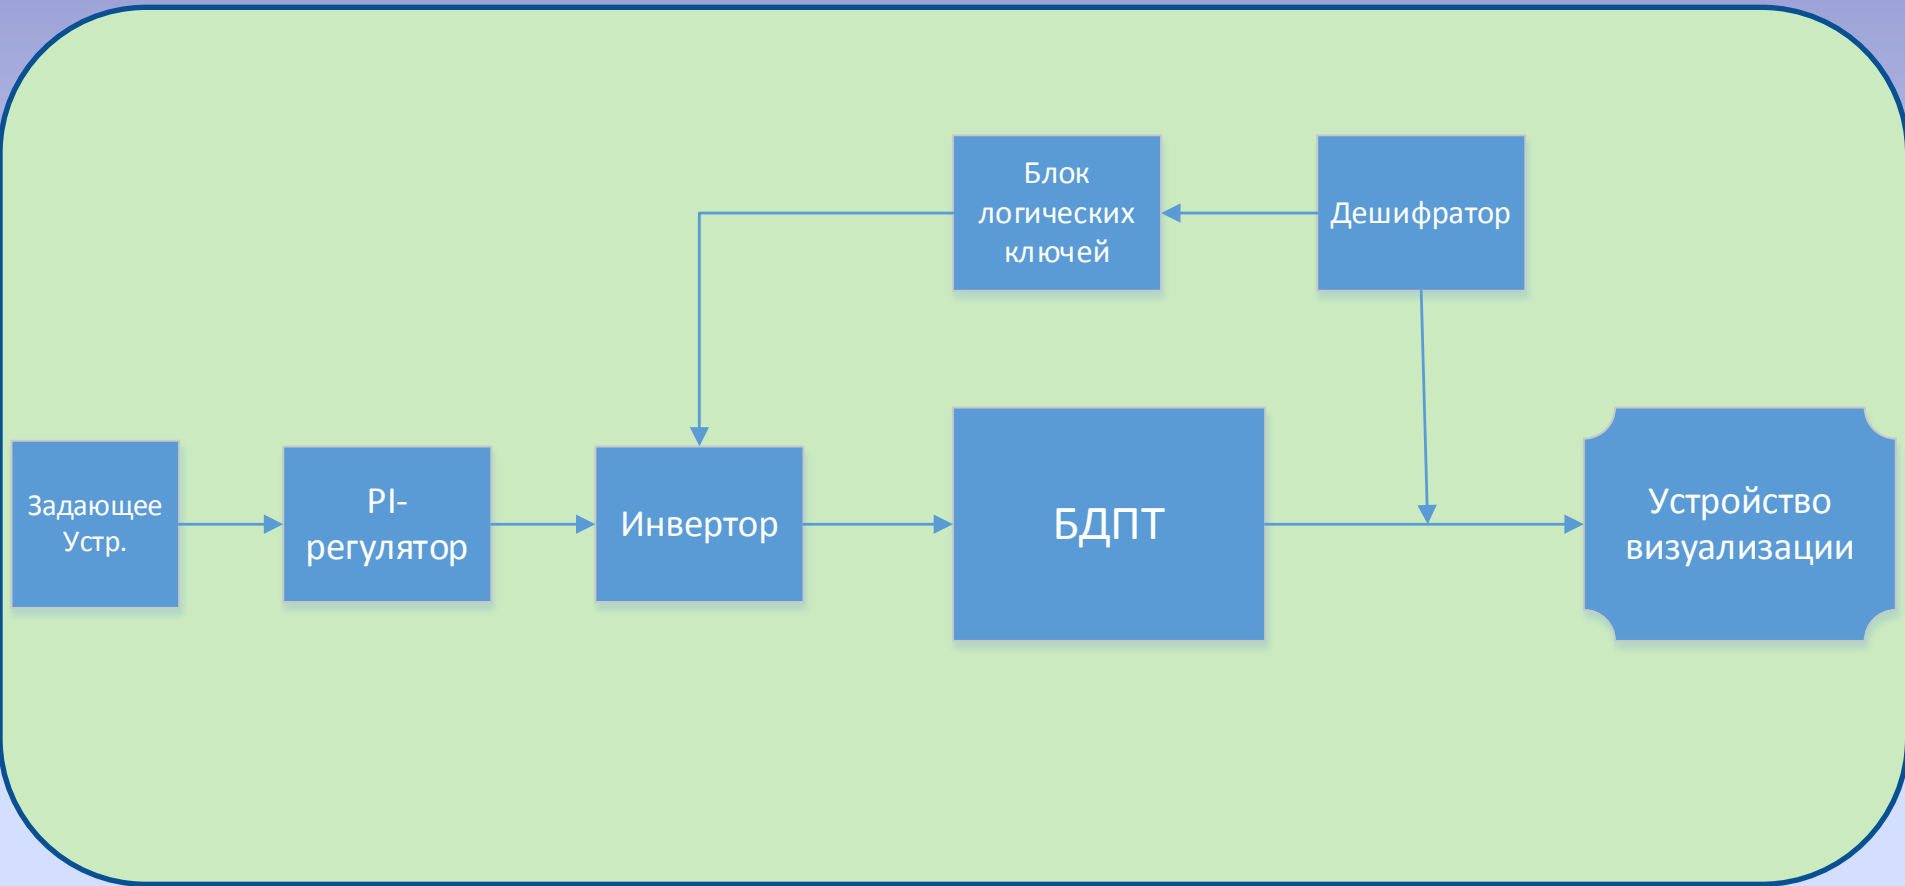 Блок
логических
ключей
Дешифратор
Задающее
Устр.
PI-
регулятор
Инвертор
БДПТ
Устройство
визуализации